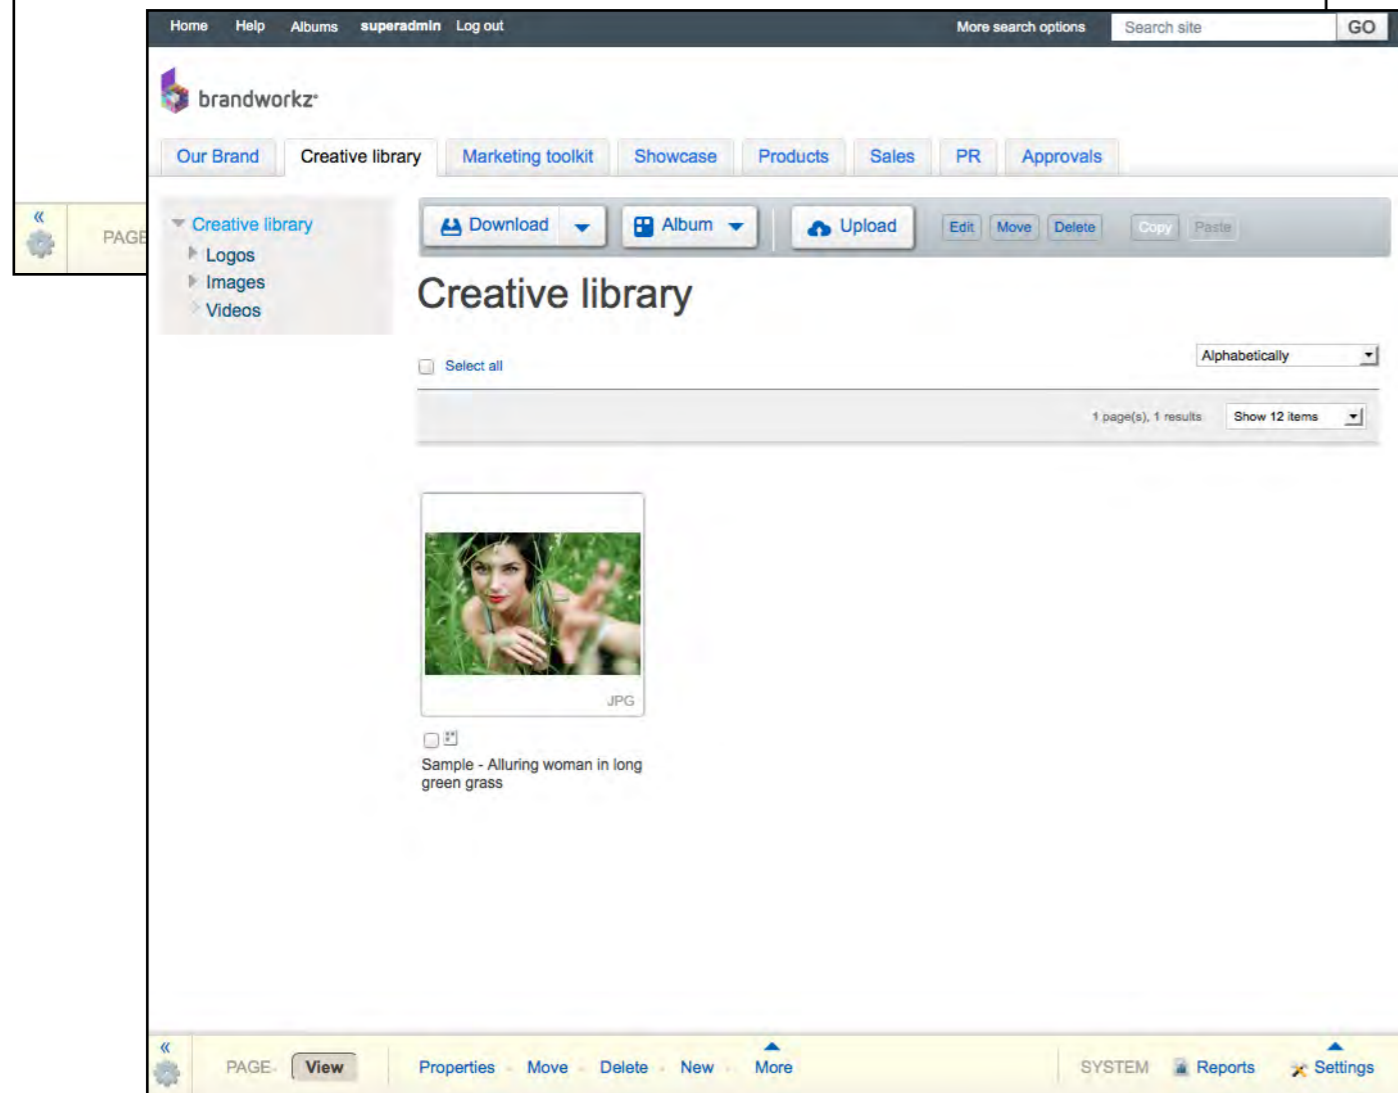 Home Help Albums superadmin Log out More search options Search site GO
brandworkz
Our Brand Creative library Marketing toolkit Showcase Products Sales PR Approvals
Creative library
Logos
Images
Videos
Download Album Upload Edit Move Delete Copy Paste
Creative library
Select all
Alphabetically
1 page(s), 1 results Show 12 items
JPG
Sample - Alluring woman in long
green grass
« PAGE
« PAGE View Properties Move Delete New More SYSTEM Reports Settings